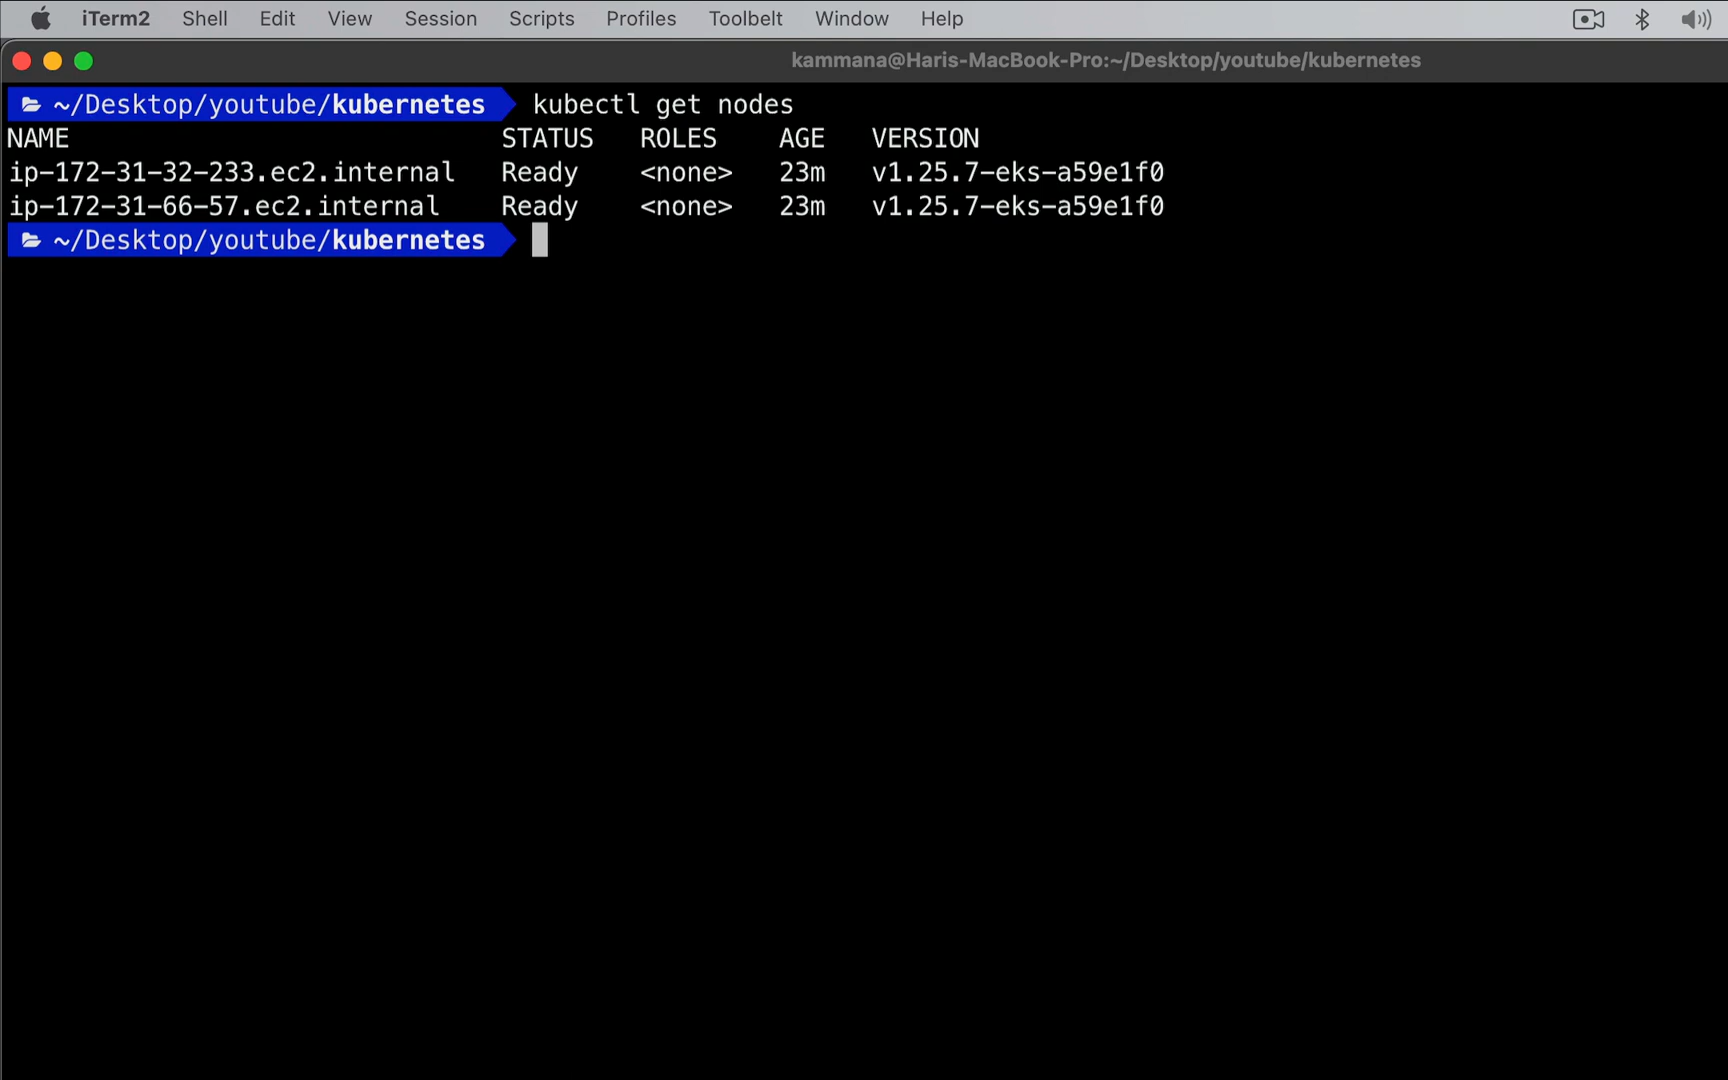 iTerm2 Shell Edit View Session Scripts Profiles Toolbelt Window Help
kammana@Haris-MacBook-Pro:~/Desktop/youtube/kubernetes
~/Desktop/youtube/kubernetes kubectl get nodes
NAME STATUS ROLES AGE VERSION
ip-172-31-32-233.ec2.internal Ready <none> 23m v1.25.7-eks-a59e1f0
ip-172-31-66-57.ec2.internal Ready <none> 23m v1.25.7-eks-a59e1f0
~/Desktop/youtube/kubernetes